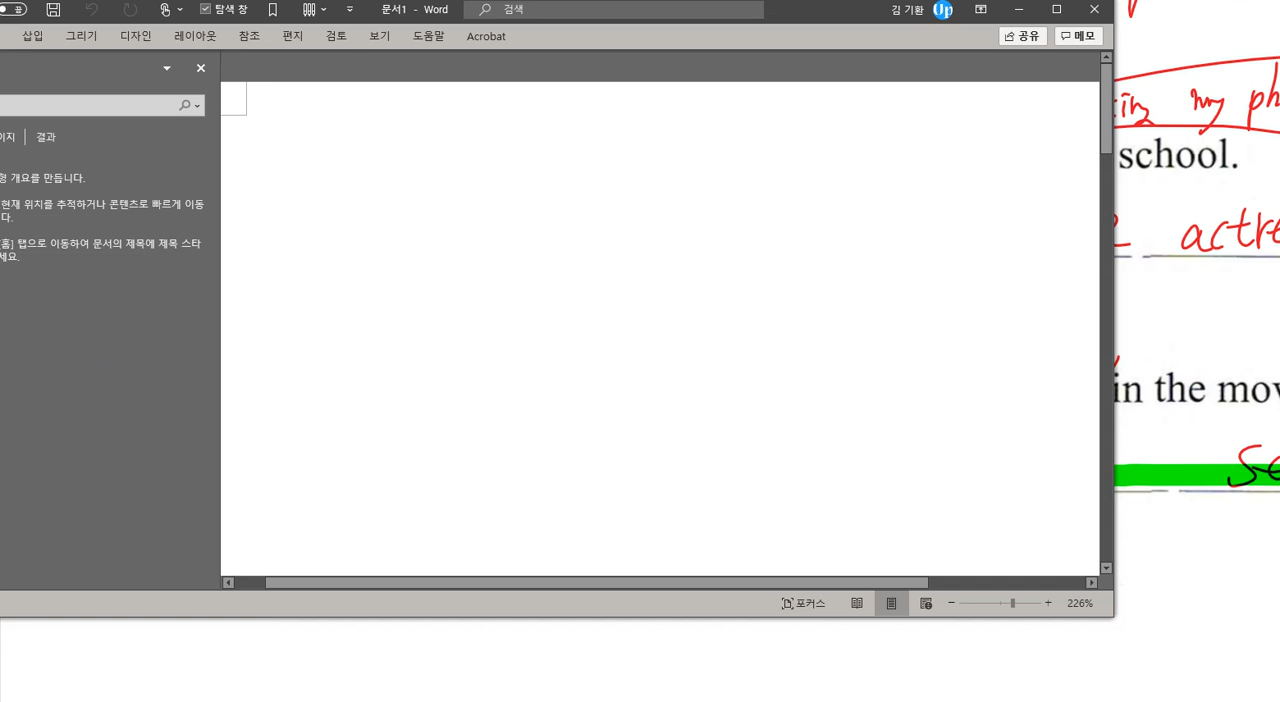 탐색 창
문서1 - Word
검색
김 기환
삽입
그리기
디자인
레이아웃
참조
편지
검토
보기
도움말
Acrobat
공유
메모
이지
결과
형 개요를 만듭니다.
현재 위치를 추적하거나 콘텐츠로 빠르게 이동
다.
[홈] 탭으로 이동하여 문서의 제목에 제목 스타
세요.
my ph
school.
actre
in the mov
se
포커스
226%